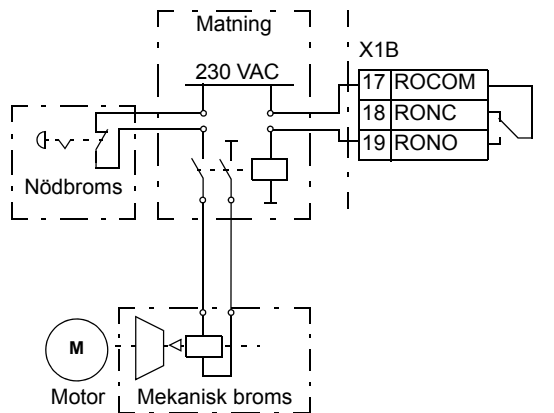 Matning
X1B
230 VAC
17 ROCOM
18 RONC
19 RONO
Nödbroms
M
Motor
Mekanisk broms